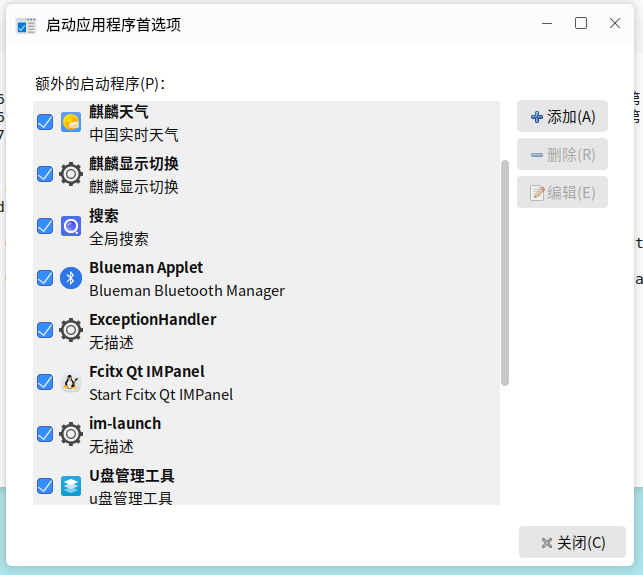 启动应用程序首选项
额外的启动程序(P)：
麒麟天气
中国实时天气
麒麟显示切换
麒麟显示切换
搜索
全局搜索
Blueman Applet
Blueman Bluetooth Manager
ExceptionHandler
无描述
Fcitx Qt IMPanel
Start Fcitx Qt IMPanel
im-launch
无描述
U盘管理工具
u盘管理工具
添加(A)
删除(R)
编辑(E)
关闭(C)